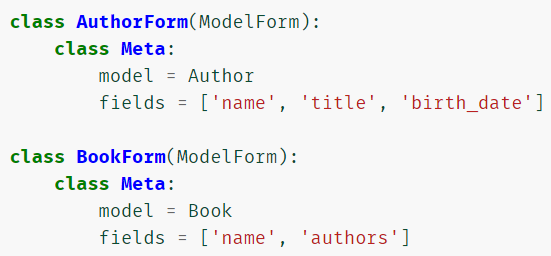 class AuthorForm(ModelForm):
    class Meta:
        model = Author
        fields = ['name', 'title', 'birth_date']

class BookForm(ModelForm):
    class Meta:
        model = Book
        fields = ['name', 'authors']